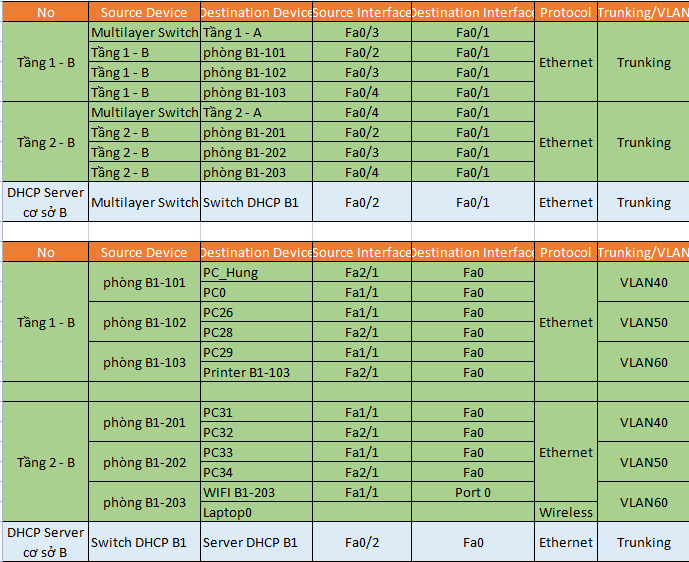 No Source Device Destination Device Source Interface Destination Interface Protocol Trunking/VLAN
Tầng 1 - B Multilayer Switch Tầng 1 - A Fa0/3 Fa0/1 Ethernet Trunking
Tầng 1 - B phòng B1-101 Fa0/2 Fa0/1
Tầng 1 - B phòng B1-102 Fa0/3 Fa0/1
Tầng 1 - B phòng B1-103 Fa0/4 Fa0/1
Tầng 2 - B Multilayer Switch Tầng 2 - A Fa0/4 Fa0/1 Ethernet Trunking
Tầng 2 - B phòng B1-201 Fa0/2 Fa0/1
Tầng 2 - B phòng B1-202 Fa0/3 Fa0/1
Tầng 2 - B phòng B1-203 Fa0/4 Fa0/1
DHCP Server
cơ sở B Multilayer Switch Switch DHCP B1 Fa0/2 Fa0/1 Ethernet Trunking
No Source Device Destination Device Source Interface Destination Interface Protocol Trunking/VLAN
Tầng 1 - B phòng B1-101 PC_Hung Fa2/1 Fa0 Ethernet VLAN40
PC0 Fa1/1 Fa0
phòng B1-102 PC26 Fa1/1 Fa0 VLAN50
PC28 Fa2/1 Fa0
phòng B1-103 PC29 Fa1/1 Fa0 VLAN60
Printer B1-103 Fa2/1 Fa0
Tầng 2 - B phòng B1-201 PC31 Fa1/1 Fa0 Ethernet VLAN40
PC32 Fa2/1 Fa0
phòng B1-202 PC33 Fa1/1 Fa0 VLAN50
PC34 Fa2/1 Fa0
phòng B1-203 WIFI B1-203 Fa1/1 Port 0 VLAN60
Laptop0 Wireless
DHCP Server
cơ sở B Switch DHCP B1 Server DHCP B1 Fa0/2 Fa0 Ethernet Trunking